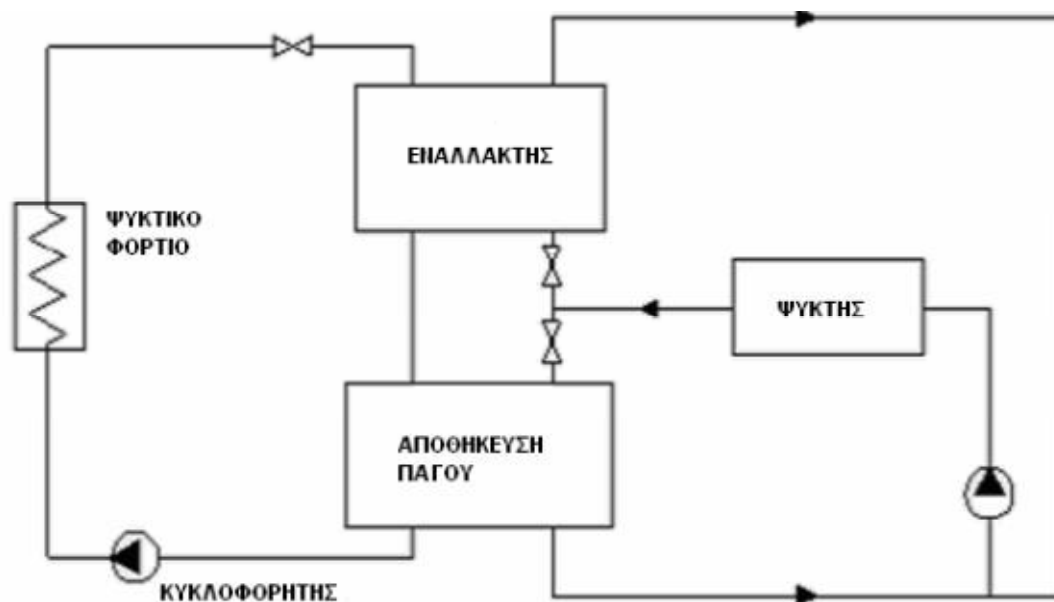 ΕΝΑΛΛΑΚΤΗΣ
ΨΥΚΤΙΚΟ
ΦΟΡΤΙΟ
ΨΥΚΤΗΣ
ΑΠΟΘΗΚΕΥΣΗ
ΠΑΓΟΥ
ΚΥΚΛΟΦΟΡΗΤΗΣ